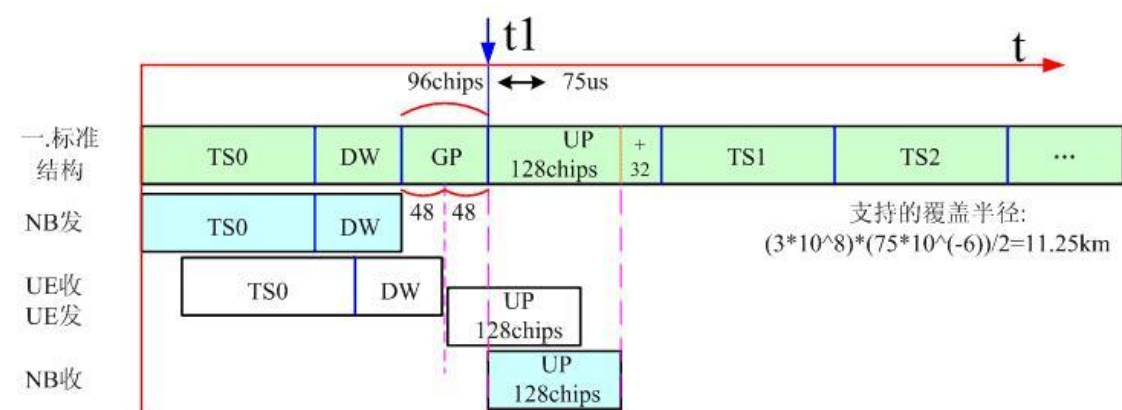 t1
t
96chips
75us
一.标准
结构
TS0
DW
GP
UP
128chips
+
32
TS1
TS2
...
48
48
NB发
TS0
DW
支持的覆盖半径:
(3*10^8)*(75*10^(-6))/2=11.25km
UE收
TS0
DW
UE发
UP
128chips
NB收
UP
128chips